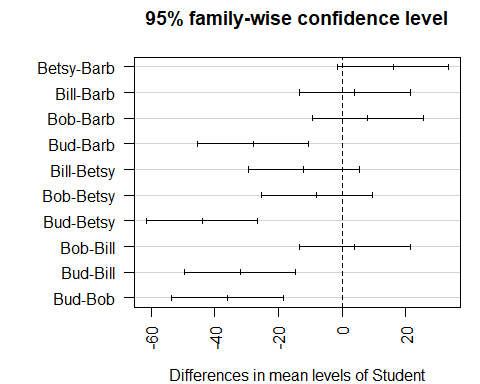 95% family-wise confidence level
Betsy-Barb
Bill-Barb
Bob-Barb
Bud-Barb
Bill-Betsy
Bob-Betsy
Bud-Betsy
Bob-Bill
Bud-Bill
Bud-Bob
-60 -40 -20 0 20
Differences in mean levels of Student